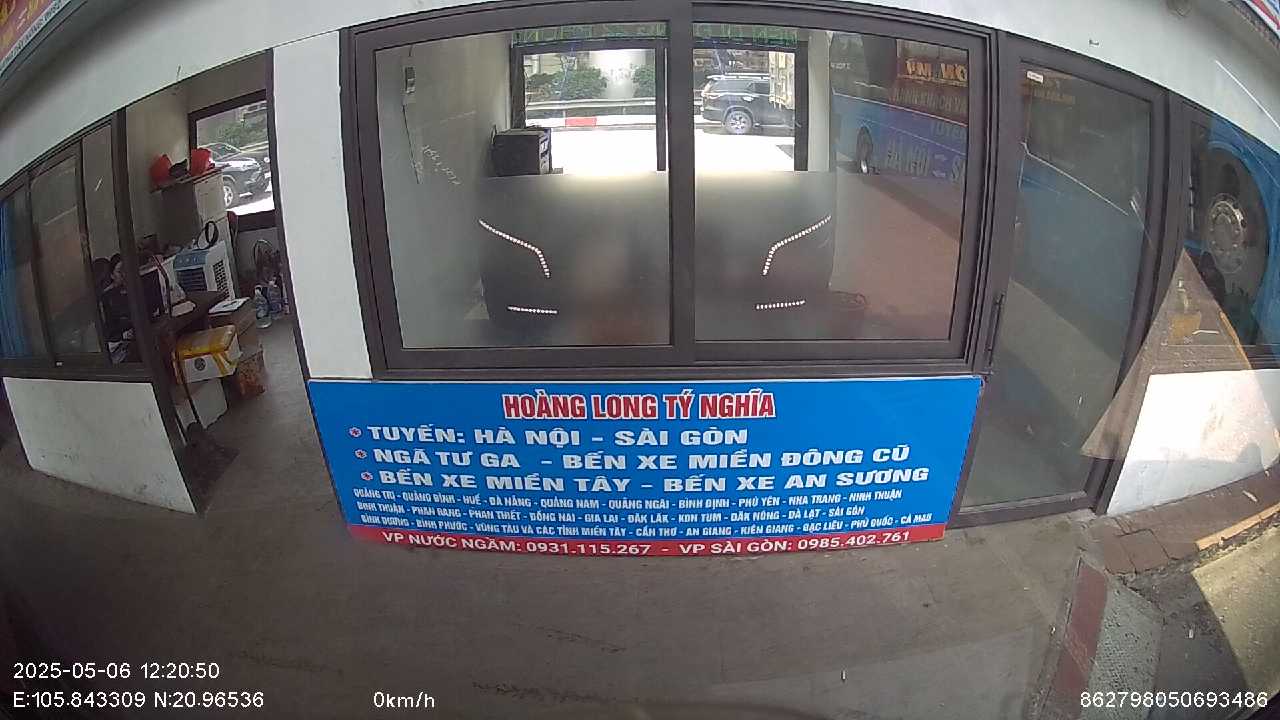 HOÀNG LONG TÝ NGHĨA
TUYẾN: HÀ NỘI - SÀI GÒN
NGÃ TƯ GA - BẾN XE MIỀN ĐÔNG CŨ
BẾN XE MIỀN TÂY - BẾN XE AN SƯƠNG
QUẢNG TRỊ - QUẢNG BÌNH - HUẾ - ĐÀ NẴNG - QUẢNG NAM - QUẢNG NGÃI - BÌNH ĐỊNH - PHÚ YÊN - NHA TRANG - NINH THUẬN
BÌNH THUẬN - PHAN RANG - PHAN THIẾT - ĐỒNG NAI - GIA LAI - ĐĂK LĂK - KON TUM - DĂK NÔNG - ĐÀ LẠT - SÀI GÒN
BÌNH DƯƠNG - BÌNH PHƯỚC - VŨNG TÀU VÀ CÁC TỈNH MIỀN TÂY - CẦN THƠ - AN GIANG - KIÊN GIANG - BẠC LIÊU - PHÚ QUỐC - CÀ MAU
VP NƯỚC NGẦM: 0931.115.267 - VP SÀI GÒN: 0985.402.761
2025-05-06 12:20:50
E:105.843309 N:20.96536
0km/h
862798050693486